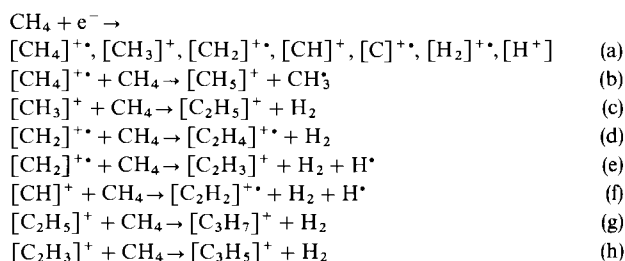 CH₄ + e⁻ →
[CH₄]⁺•, [CH₃]⁺, [CH₂]⁺•, [CH]⁺, [C]⁺•, [H₂]⁺•, [H⁺] (a)
[CH₄]⁺• + CH₄ → [CH₅]⁺ + CH₃• (b)
[CH₃]⁺ + CH₄ → [C₂H₅]⁺ + H₂ (c)
[CH₂]⁺• + CH₄ → [C₂H₄]⁺• + H₂ (d)
[CH₂]⁺• + CH₄ → [C₂H₃]⁺ + H₂ + H• (e)
[CH]⁺ + CH₄ → [C₂H₂]⁺• + H₂ + H• (f)
[C₂H₅]⁺ + CH₄ → [C₃H₇]⁺ + H₂ (g)
[C₂H₃]⁺ + CH₄ → [C₃H₅]⁺ + H₂ (h)